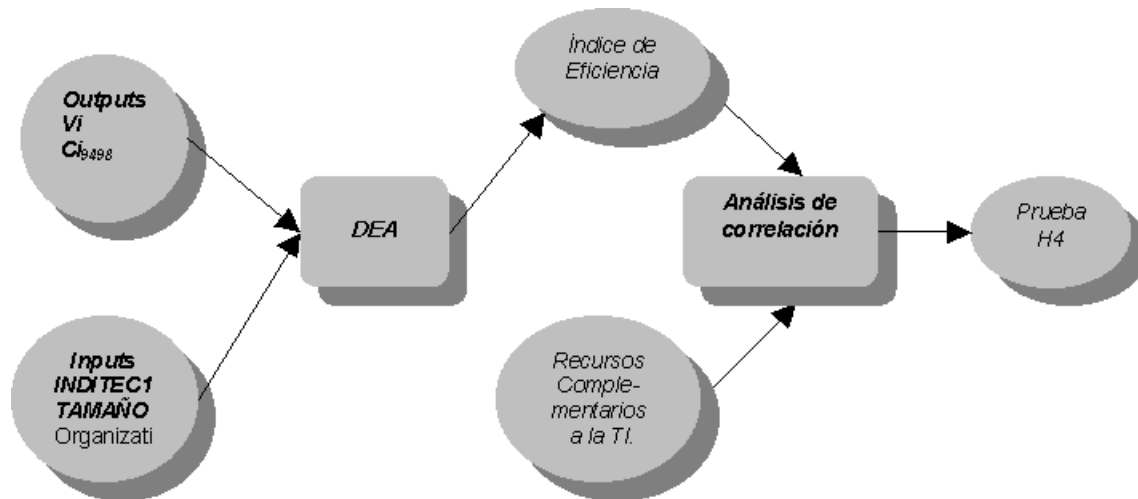 Outputs
Vi
Ci9498
Inputs
INDITEC1
TAMAÑO
Organizati
DEA
Índice de
Eficiencia
Recursos
Comple-
mentarios
a la TI.
Análisis de
correlación
Prueba
H4